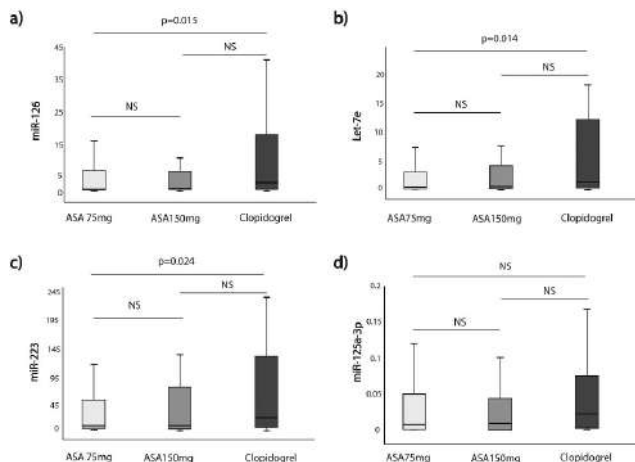 a)
p=0.015
NS
NS
45
25
15
5
0
miR-126
ASA 75mg
ASA150mg
Clopidogrel
b)
p=0.014
NS
NS
20
15
10
5
0
Let-7e
ASA75mg
ASA150mg
Clopidogrel
c)
p=0.024
NS
NS
245
195
145
95
45
0
miR-223
ASA 75mg
ASA150mg
Clopidogrel
d)
NS
NS
NS
0.2
0.15
0.1
0.05
0
miR-125a-3p
ASA75mg
ASA150mg
Clopidogrel